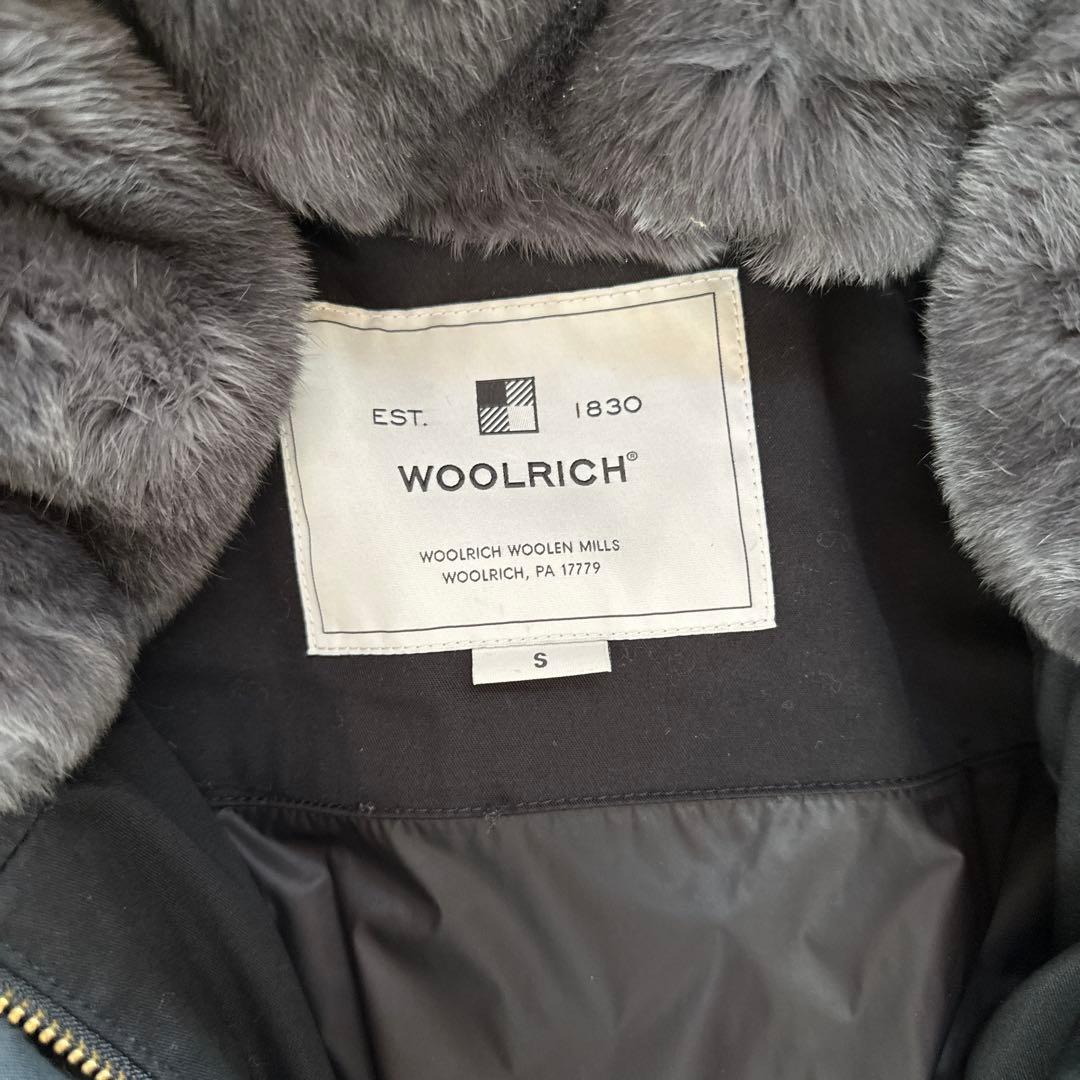 EST. 1830
WOOLRICH®
WOOLRICH WOOLEN MILLS
WOOLRICH, PA 17779
S